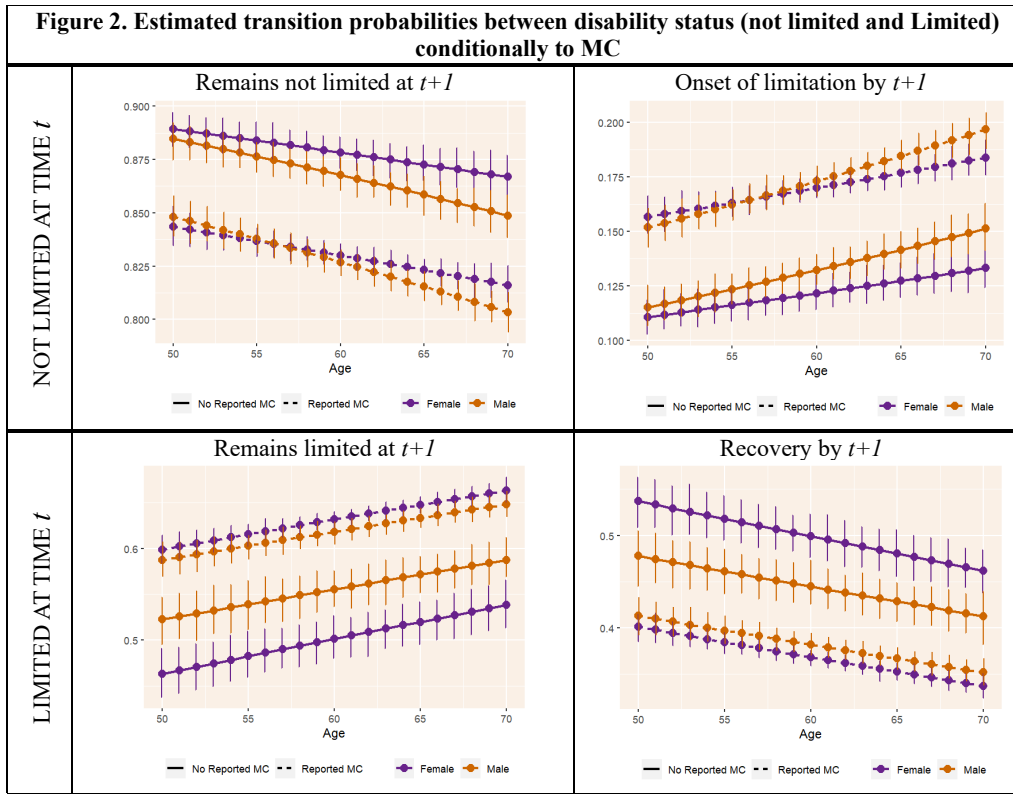 Figure 2. Estimated transition probabilities between disability status (not limited and Limited)
conditionally to MC
NOT LIMITED AT TIME t
Remains not limited at t+1
0.900
0.875
0.850
0.825
0.800
50 55 60 65 70
Age
No Reported MC Reported MC Female Male
Onset of limitation by t+1
0.200
0.175
0.150
0.125
0.100
50 55 60 65 70
Age
No Reported MC Reported MC Female Male
LIMITED AT TIME t
Remains limited at t+1
0.6
0.5
50 55 60 65 70
Age
No Reported MC Reported MC Female Male
Recovery by t+1
0.5
0.4
50 55 60 65 70
Age
No Reported MC Reported MC Female Male